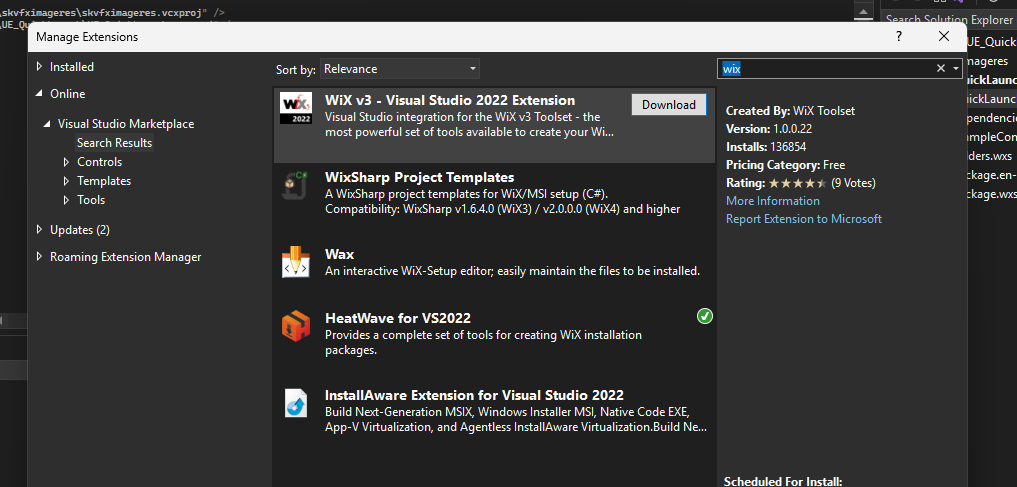 \skvfximageres\skvfximageres.vcxproj" />
Search Solution Explorer
Manage Extensions
?
Installed
Online
Visual Studio Marketplace
Search Results
Controls
Templates
Tools
Updates (2)
Roaming Extension Manager
Sort by:
Relevance
wix
WiX
2022
WiX v3 - Visual Studio 2022 Extension
Download
Visual Studio integration for the WiX v3 Toolset - the
most powerful set of tools available to create your Wi...
C#
WixSharp Project Templates
A WixSharp project templates for WiX/MSI setup (C#).
Compatibility: WixSharp v1.6.4.0 (WiX3) / v2.0.0.0 (WiX4) and higher
Wax
An interactive WiX-Setup editor; easily maintain the files to be installed.
HeatWave for VS2022
Provides a complete set of tools for creating WiX installation
packages.
InstallAware Extension for Visual Studio 2022
Build Next-Generation MSIX, Windows Installer MSI, Native Code EXE,
App-V Virtualization, and Agentless InstallAware Virtualization.Build Ne...
Created By: WiX Toolset
Version: 1.0.0.22
Installs: 136854
Pricing Category: Free
Rating: (9 Votes)
More Information
Report Extension to Microsoft
Scheduled For Install:
UE_Quick
mageres
uickLaunc
uickLaunc
ependencie
ampleCon
lders.wxs
ckage.en-
ckage.wxs